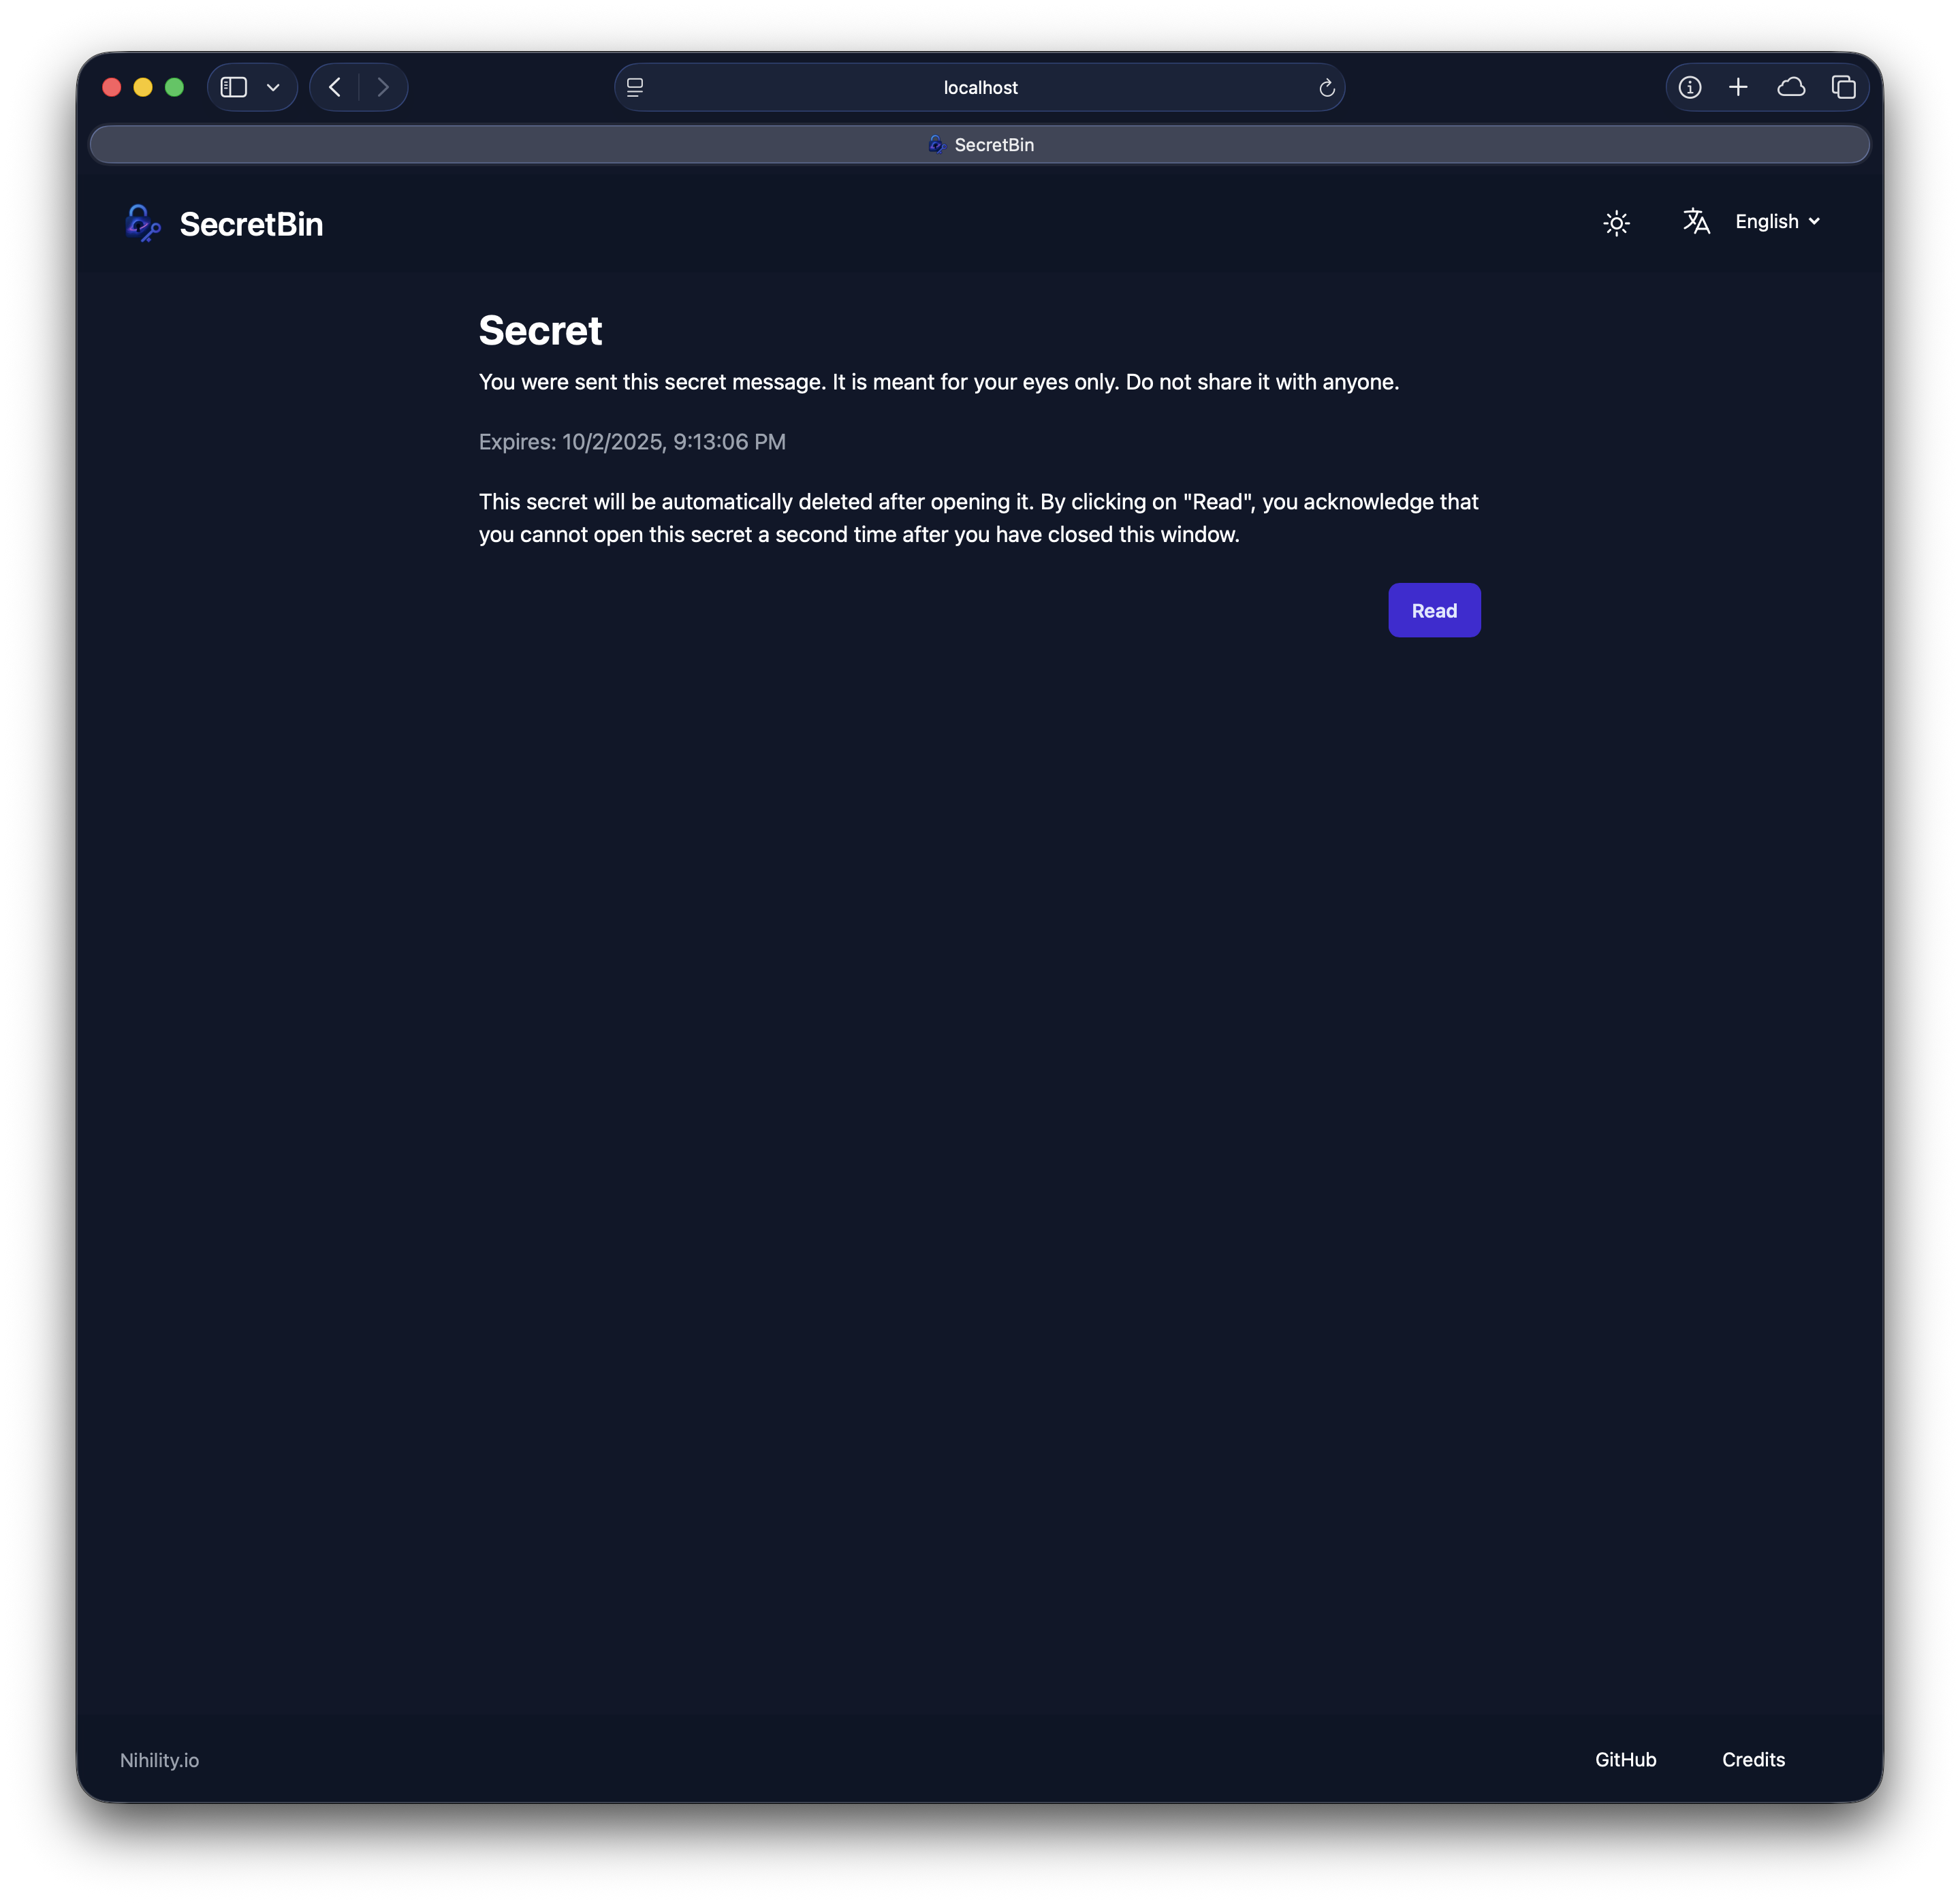 localhost
SecretBin
SecretBin
English
Secret
You were sent this secret message. It is meant for your eyes only. Do not share it with anyone.
Expires: 10/2/2025, 9:13:06 PM
This secret will be automatically deleted after opening it. By clicking on "Read", you acknowledge that
you cannot open this secret a second time after you have closed this window.
Read
Nihility.io
GitHub
Credits